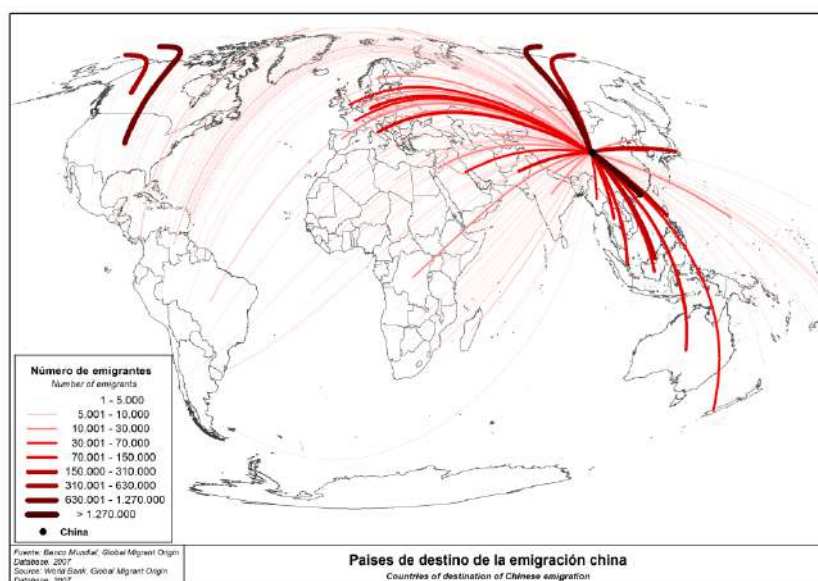 Número de emigrantes
Number of emigrants
1 - 5.000
5.001 - 10.000
10.001 - 30.000
30.001 - 70.000
70.001 - 150.000
150.000 - 310.000
310.001 - 630.000
630.001 - 1.270.000
> 1.270.000
China
Fuente: Banco Mundial, Global Migrant Origin
Database, 2007
Source: World Bank, Global Migrant Origin
Database, 2007
Paises de destino de la emigración china
Countries of destination of Chinese emigration